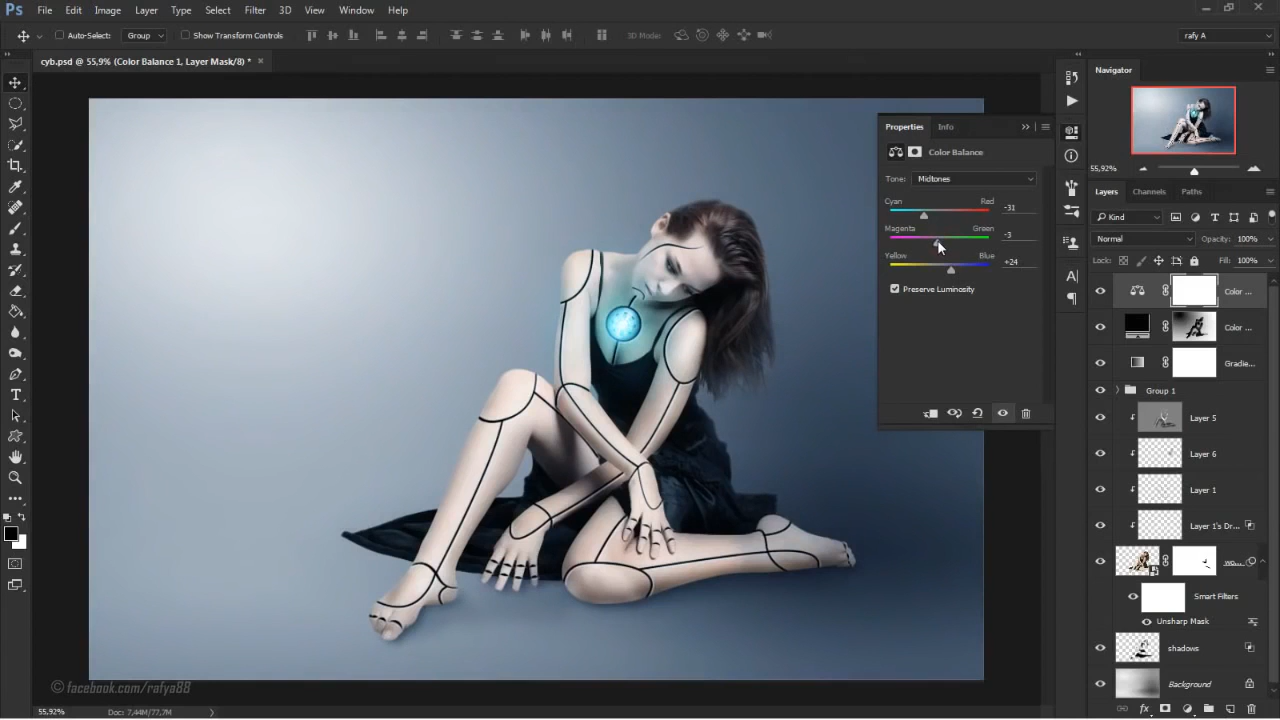 Ps File Edit Image Layer Type Select Filter 3D View Window Help
Auto-Select: Group Show Transform Controls 3D Mode: rafy A
cyb.psd @ 55,9% (Color Balance 1, Layer Mask/8) * ×
Navigator
55,92%
Properties Info
Color Balance
Tone: Midtones
Cyan Red -31
Magenta Green -3
Yellow Blue +24
Preserve Luminosity
Layers Channels Paths
Kind
Normal Opacity: 100%
Lock: Fill: 100%
Color ...
Color ...
Gradie...
Group 1
Layer 5
Layer 6
Layer 1
Layer 1's Dr...
Smart Filters
Unsharp Mask
shadows
Background
© facebook.com/rafya88
55,92% Doc: 7,44M/77,7M
fx